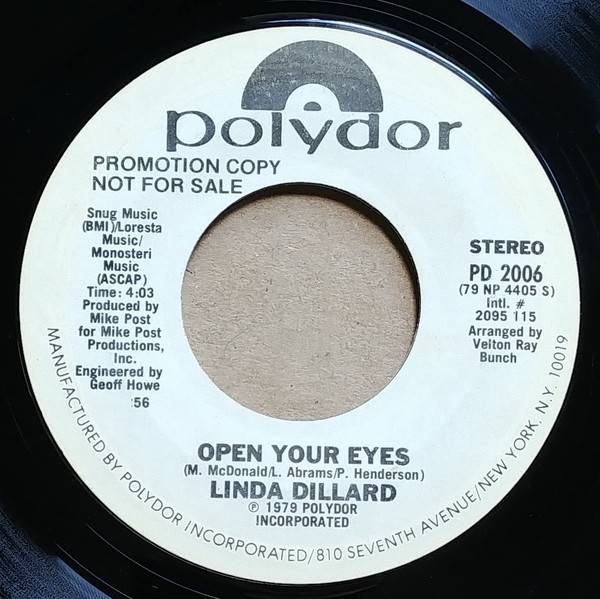 polydor
PROMOTION COPY
NOT FOR SALE
Snug Music
(BMI)/Loresta
Music/
Monosteri
Music
(ASCAP)
Time: 4:03
Produced by
Mike Post
for Mike Post
Productions,
Inc.
Engineered by
Geoff Howe
:56
STEREO
PD 2006
(79 NP 4405 S)
Intl. #
2095 115
Arranged by
Velton Ray
Bunch
OPEN YOUR EYES
(M. McDonald/L. Abrams/P. Henderson)
LINDA DILLARD
℗ 1979 POLYDOR
INCORPORATED
MANUFACTURED BY POLYDOR INCORPORATED/810 SEVENTH AVENUE/NEW YORK, N.Y. 10019